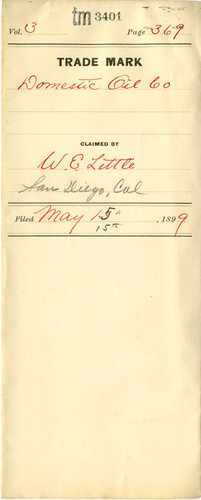 tm 3401
Vol. 3 Page 369
TRADE MARK
Domestic Oil Co
CLAIMED BY
W. E. Little
San Diego, Cal
Filed May 15th, 1899
15th